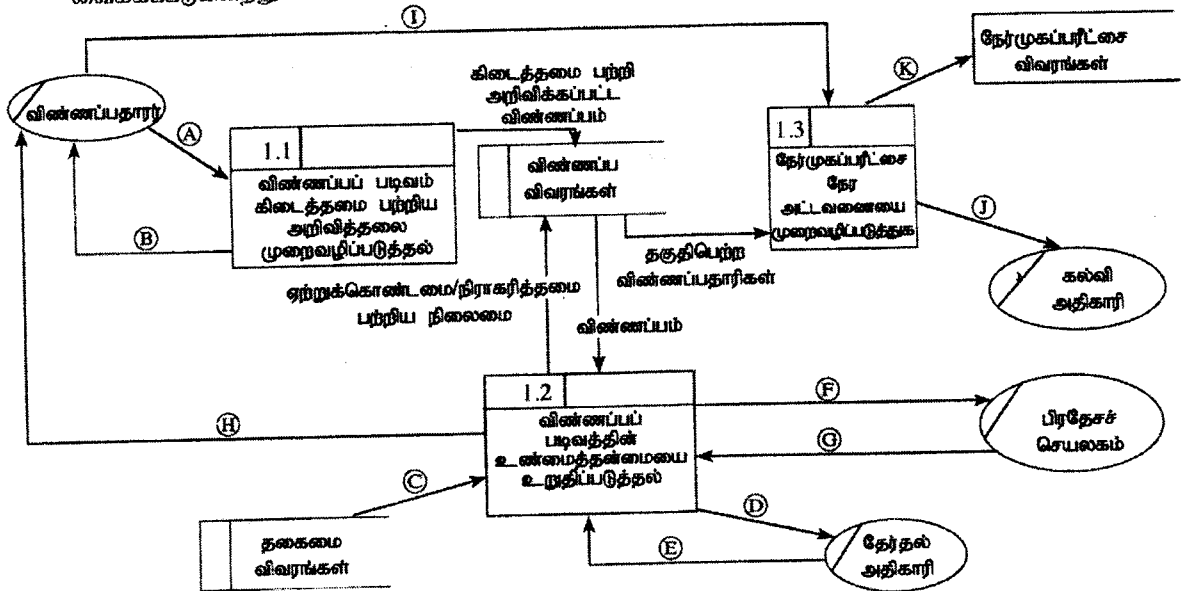 Ⓘ
விண்ணப்பதாரர்
Ⓐ
Ⓑ
1.1
விண்ணப்பப் படிவம்
கிடைத்தமை பற்றிய
அறிவித்தலை
முறைவழிப்படுத்தல்
கிடைத்தமை பற்றி
அறிவிக்கப்பட்ட
விண்ணப்பம்
விண்ணப்ப
விவரங்கள்
1.3
நேர்முகப்பரீட்சை
நேர
அட்டவணையை
முறைவழிப்படுத்துக
Ⓚ
நேர்முகப்பரீட்சை
விவரங்கள்
Ⓙ
கல்வி
அதிகாரி
தகுதிபெற்ற
விண்ணப்பதாரிகள்
ஏற்றுக்கொண்டமை/நிராகரித்தமை
பற்றிய நிலைமை
விண்ணப்பம்
1.2
விண்ணப்பப்
படிவத்தின்
உண்மைத்தன்மையை
உறுதிப்படுத்தல்
Ⓕ
Ⓖ
பிரதேசச்
செயலகம்
Ⓗ
Ⓒ
தகைமை
விவரங்கள்
Ⓓ
Ⓔ
தேர்தல்
அதிகாரி